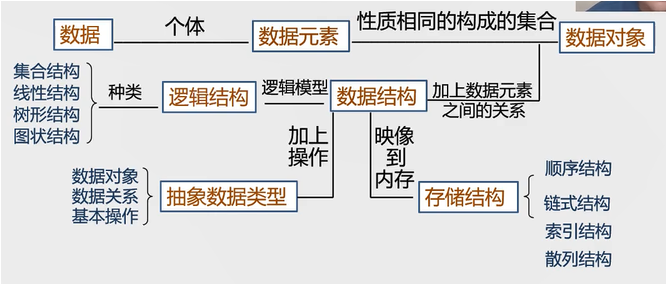 数据
个体
数据元素
性质相同的构成的集合
数据对象
集合结构
线性结构
树形结构
图状结构
种类
逻辑结构
逻辑模型
数据结构
加上数据元素
之间的关系
加上
操作
映像
到
内存
数据对象
数据关系
基本操作
抽象数据类型
存储结构
顺序结构
链式结构
索引结构
散列结构